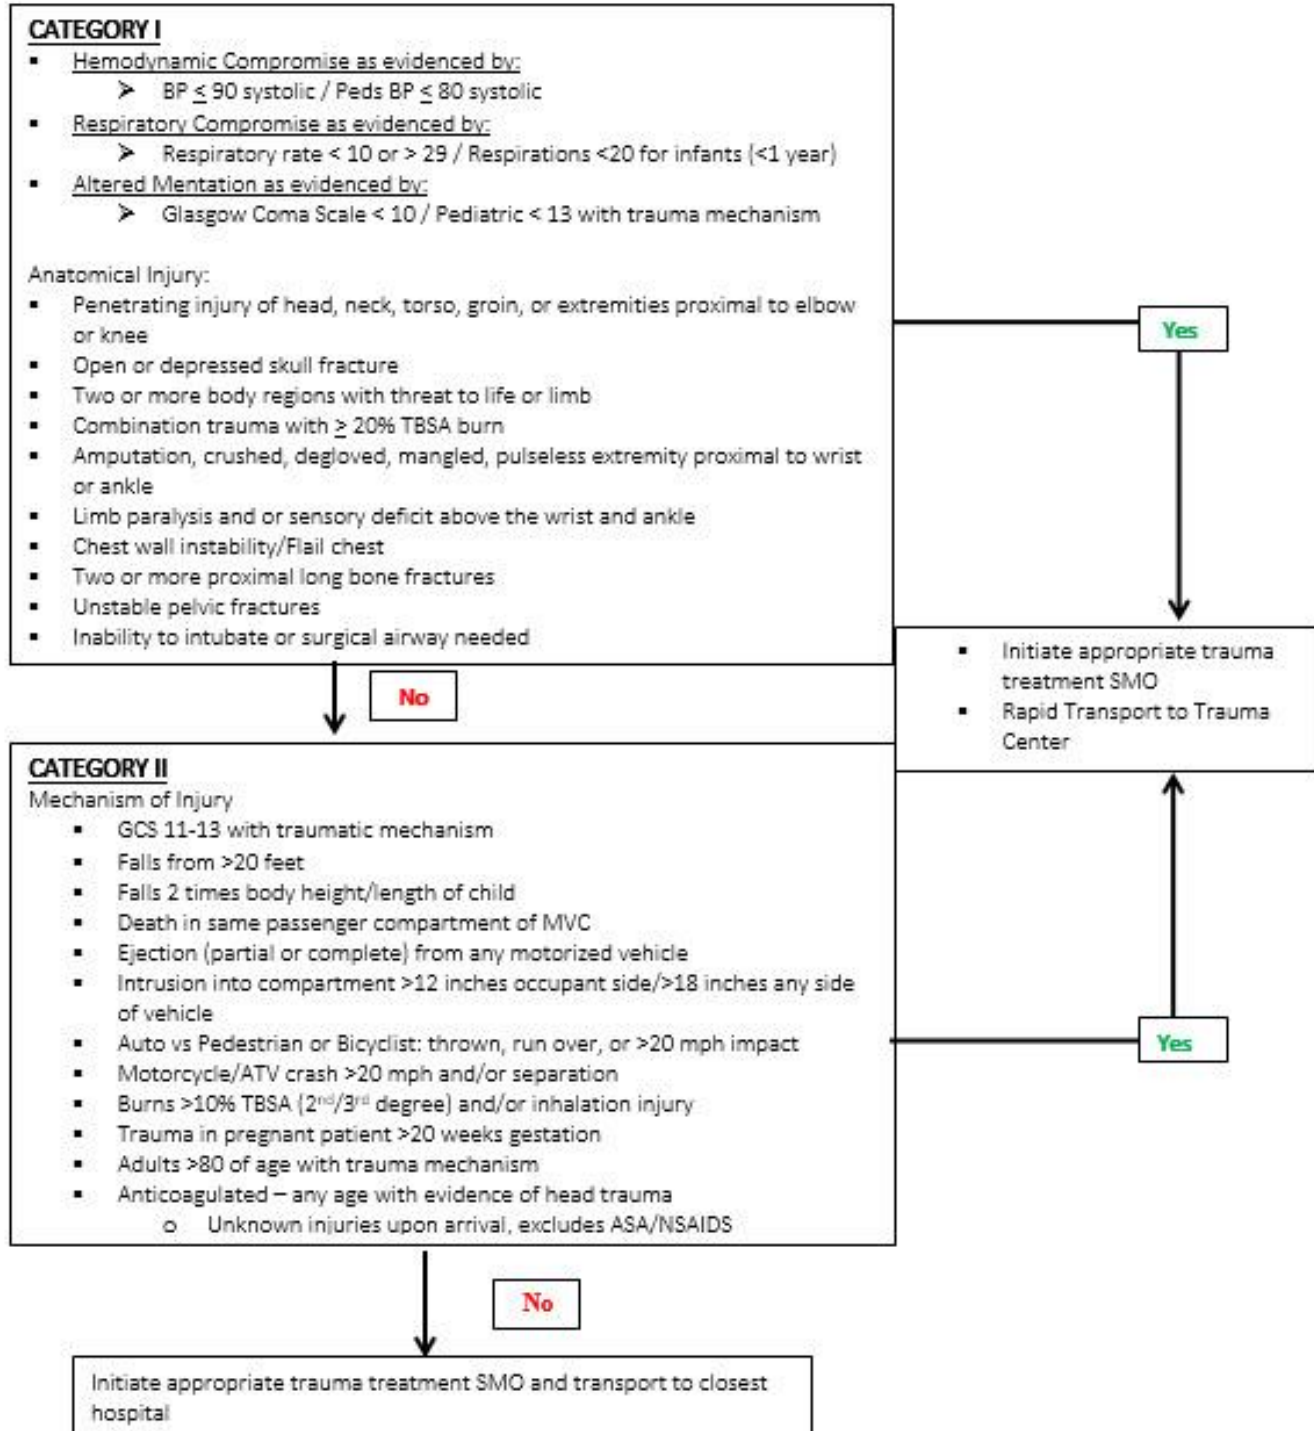 CATEGORY I
▪ Hemodynamic Compromise as evidenced by:
➢ BP ≤ 90 systolic / Peds BP ≤ 80 systolic
▪ Respiratory Compromise as evidenced by:
➢ Respiratory rate < 10 or > 29 / Respirations <20 for infants (<1 year)
▪ Altered Mentation as evidenced by:
➢ Glasgow Coma Scale < 10 / Pediatric < 13 with trauma mechanism
Anatomical Injury:
▪ Penetrating injury of head, neck, torso, groin, or extremities proximal to elbow
or knee
▪ Open or depressed skull fracture
▪ Two or more body regions with threat to life or limb
▪ Combination trauma with ≥ 20% TBSA burn
▪ Amputation, crushed, degloved, mangled, pulseless extremity proximal to wrist
or ankle
▪ Limb paralysis and or sensory deficit above the wrist and ankle
▪ Chest wall instability/Flail chest
▪ Two or more proximal long bone fractures
▪ Unstable pelvic fractures
▪ Inability to intubate or surgical airway needed
Yes
▪ Initiate appropriate trauma
treatment SMO
▪ Rapid Transport to Trauma
Center
No
CATEGORY II
Mechanism of Injury
▪ GCS 11-13 with traumatic mechanism
▪ Falls from >20 feet
▪ Falls 2 times body height/length of child
▪ Death in same passenger compartment of MVC
▪ Ejection (partial or complete) from any motorized vehicle
▪ Intrusion into compartment >12 inches occupant side/>18 inches any side
of vehicle
▪ Auto vs Pedestrian or Bicyclist: thrown, run over, or >20 mph impact
▪ Motorcycle/ATV crash >20 mph and/or separation
▪ Burns >10% TBSA (2nd/3rd degree) and/or inhalation injury
▪ Trauma in pregnant patient >20 weeks gestation
▪ Adults >80 of age with trauma mechanism
▪ Anticoagulated – any age with evidence of head trauma
o Unknown injuries upon arrival, excludes ASA/NSAIDS
Yes
No
Initiate appropriate trauma treatment SMO and transport to closest
hospital